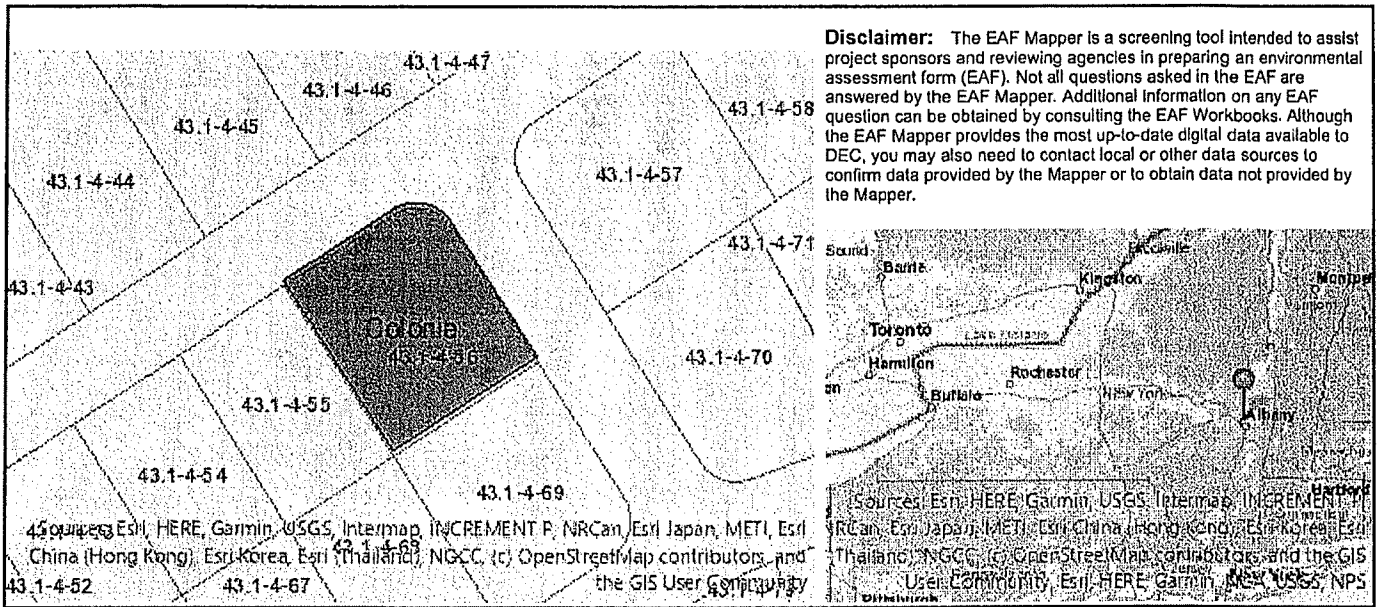 Disclaimer: The EAF Mapper is a screening tool intended to assist
project sponsors and reviewing agencies in preparing an environmental
assessment form (EAF). Not all questions asked in the EAF are
answered by the EAF Mapper. Additional information on any EAF
question can be obtained by consulting the EAF Workbooks. Although
the EAF Mapper provides the most up-to-date digital data available to
DEC, you may also need to contact local or other data sources to
confirm data provided by the Mapper or to obtain data not provided by
the Mapper.
43.1-4-47
43.1-4-46
43.1-4-45
43.1-4-44
43.1-4-43
43.1-4-58
43.1-4-57
43.1-4-71
43.1-4-70
Colonie
43.1-4-56
43.1-4-55
43.1-4-54
43.1-4-69
Sources: Esri, HERE, Garmin, USGS, Intermap, INCREMENT P, NRCan, Esri Japan, METI, Esri
China (Hong Kong), Esri Korea, Esri (Thailand), NGCC, (c) OpenStreetMap contributors, and
the GIS User Community
43.1-4-52
43.1-4-67
Sound
Barrie
Kingston
Toronto
Lake Ontario
Hamilton
Rochester
Buffalo
New York
Albany
Sources: Esri, HERE, Garmin, USGS, Intermap, INCREMENT P,
NRCan, Esri Japan, METI, Esri China (Hong Kong), Esri Korea, Esri
(Thailand), NGCC, (c) OpenStreetMap contributors, and the GIS
User Community, Esri, HERE, Garmin, USGS, NPS